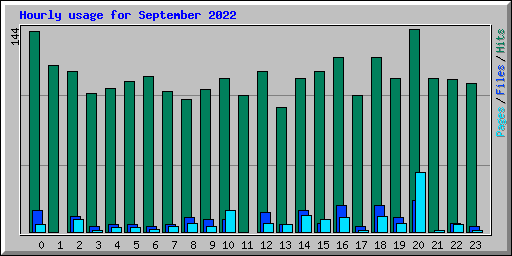 Hourly usage for September 2022
144
Pages/Files/Hits
0 1 2 3 4 5 6 7 8 9 10 11 12 13 14 15 16 17 18 19 20 21 22 23